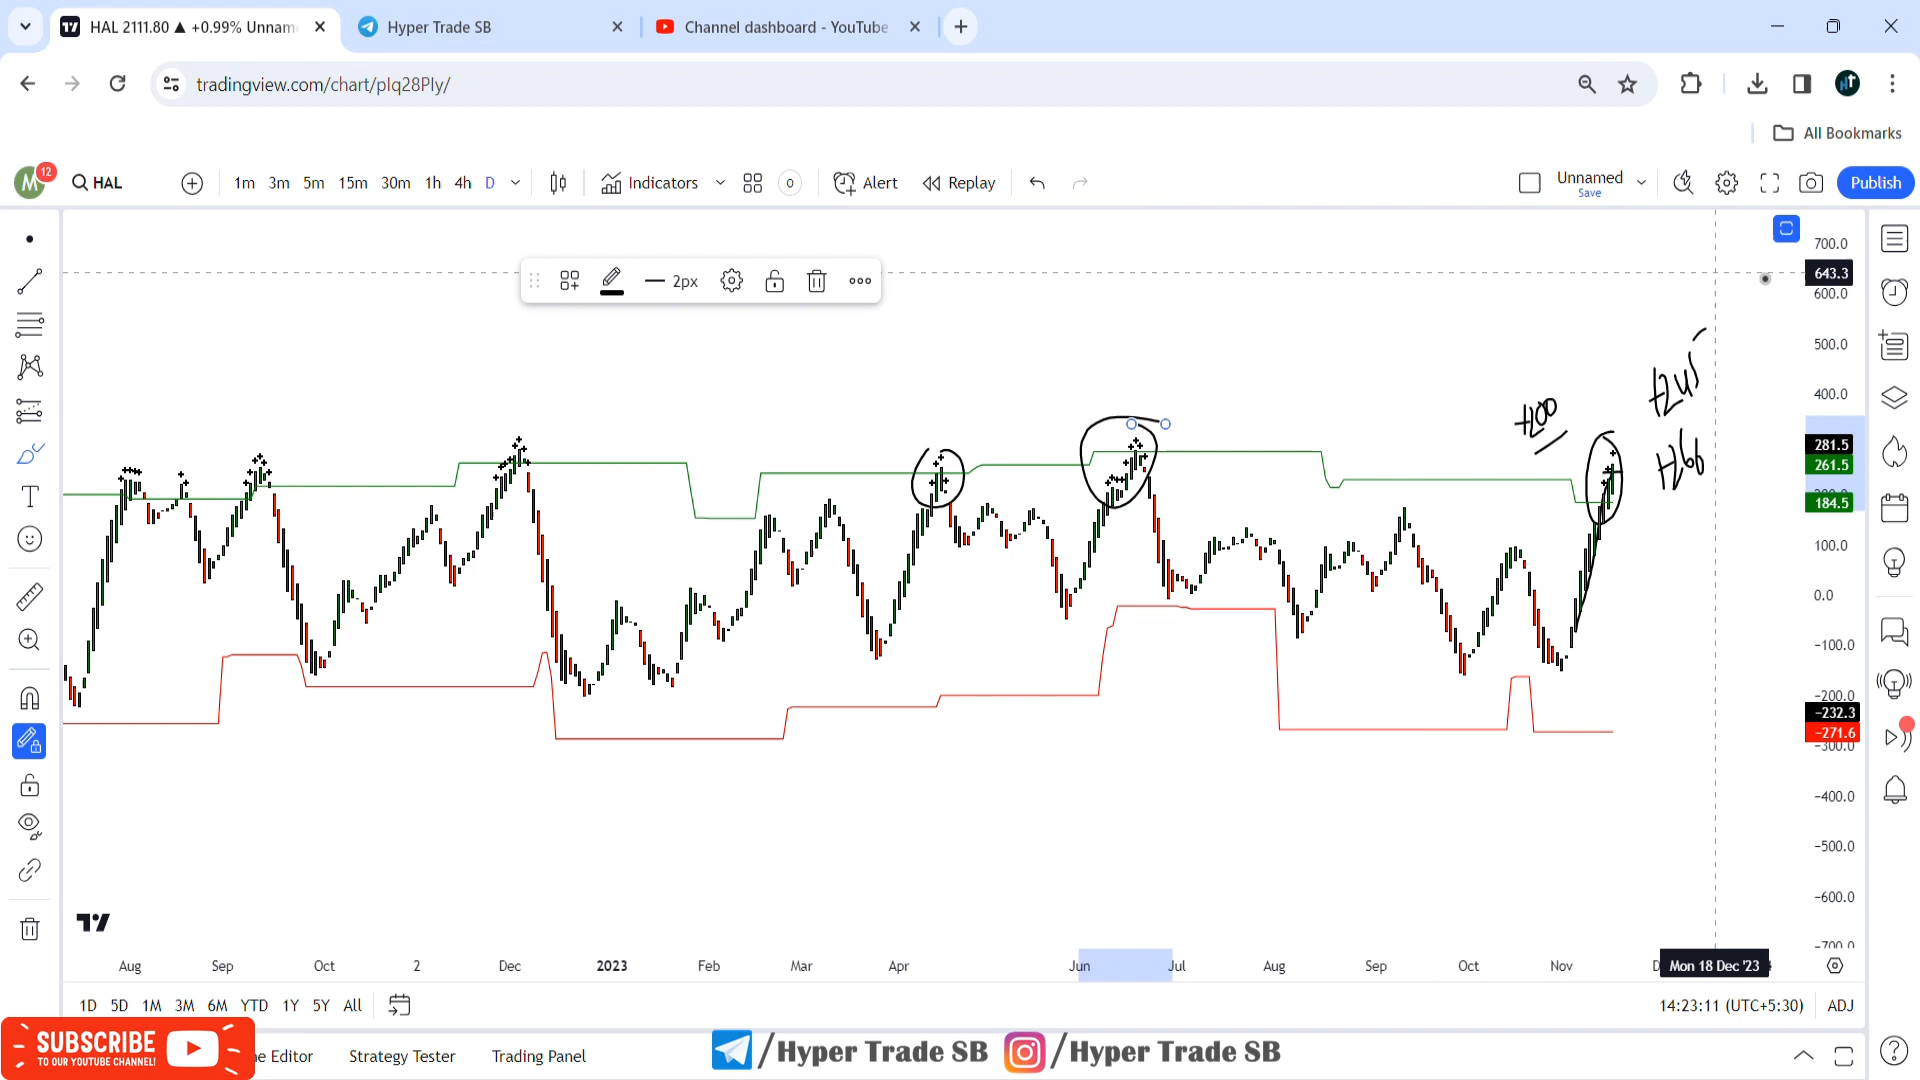 HAL 2111.80 ▲ +0.99% Unnam
Hyper Trade SB
Channel dashboard - YouTube
tradingview.com/chart/pIq28PIy/
All Bookmarks
M 12
HAL
1m 3m 5m 15m 30m 1h 4h D
Indicators
0
Alert
Replay
Unnamed
Save
Publish
2px
700.0
643.3
600.0
500.0
400.0
281.5
261.5
184.5
100.0
0.0
-100.0
-200.0
-232.3
-271.6
-300.0
-400.0
-500.0
-600.0
-700.0
+200
+245
+266
Aug Sep Oct 2 Dec 2023 Feb Mar Apr Jun Jul Aug Sep Oct Nov
Mon 18 Dec '23
1D 5D 1M 3M 6M YTD 1Y 5Y All
14:23:11 (UTC+5:30) ADJ
SUBSCRIBE
TO OUR YOUTUBE CHANNEL!
ne Editor Strategy Tester Trading Panel
/Hyper Trade SB /Hyper Trade SB